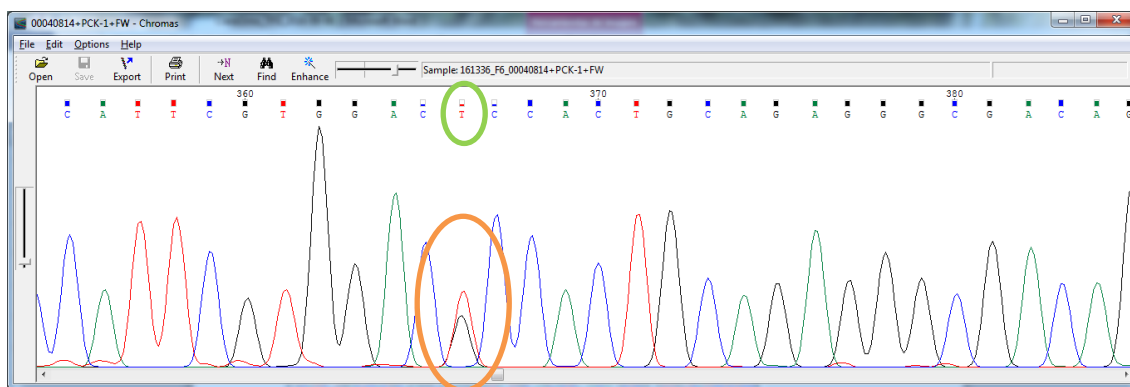 00040814+PCK-1+FW - Chromas
File Edit Options Help
Open Save Export Print Next Find Enhance Sample: 161336_F6_00040814+PCK-1+FW
360 370 380
C A T T C G T G G A C T C C A C T G C A G A G G G C G A C A G